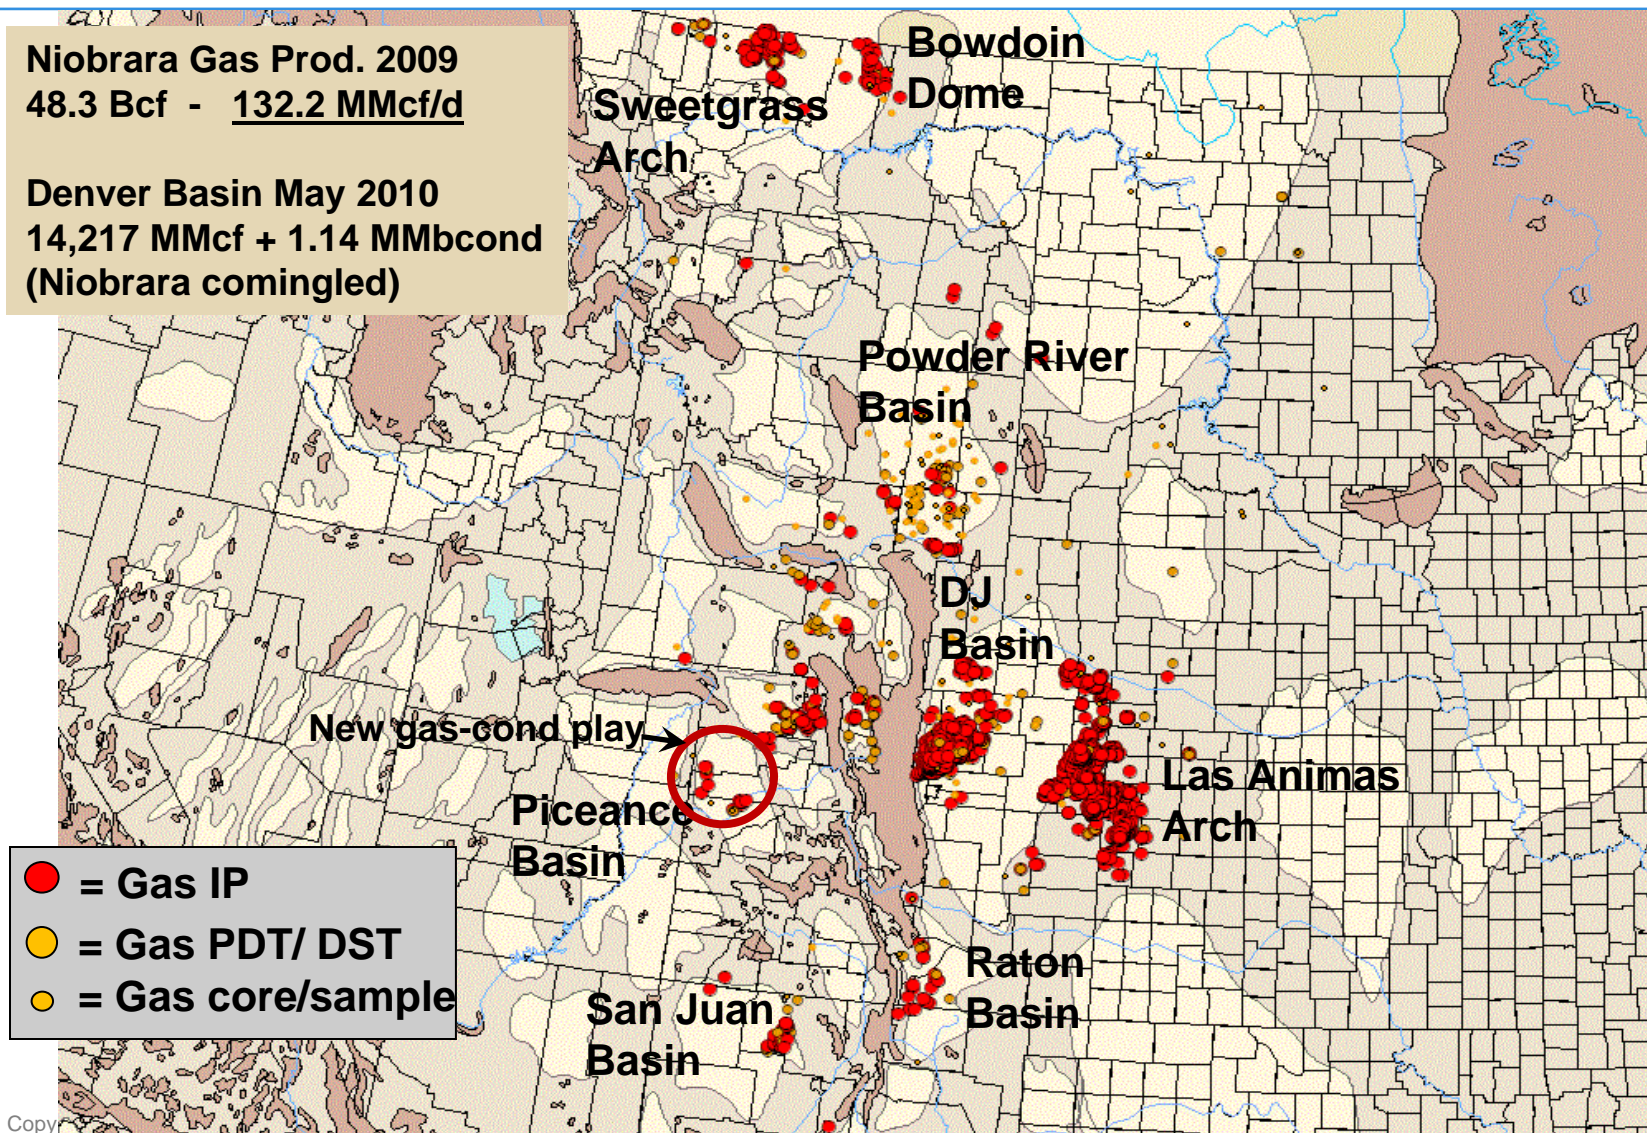 Niobrara Gas Prod. 2009
48.3 Bcf - 132.2 MMcf/d
Denver Basin May 2010
14,217 MMcf + 1.14 MMbcond
(Niobrara comingled)
Bowdoin
Dome
Sweetgrass
Arch
Powder River
Basin
DJ
Basin
New gas-cond play
Las Animas
Arch
Piceance
Basin
= Gas IP
= Gas PDT/ DST
= Gas core/sample
Raton
Basin
San Juan
Basin
Copy